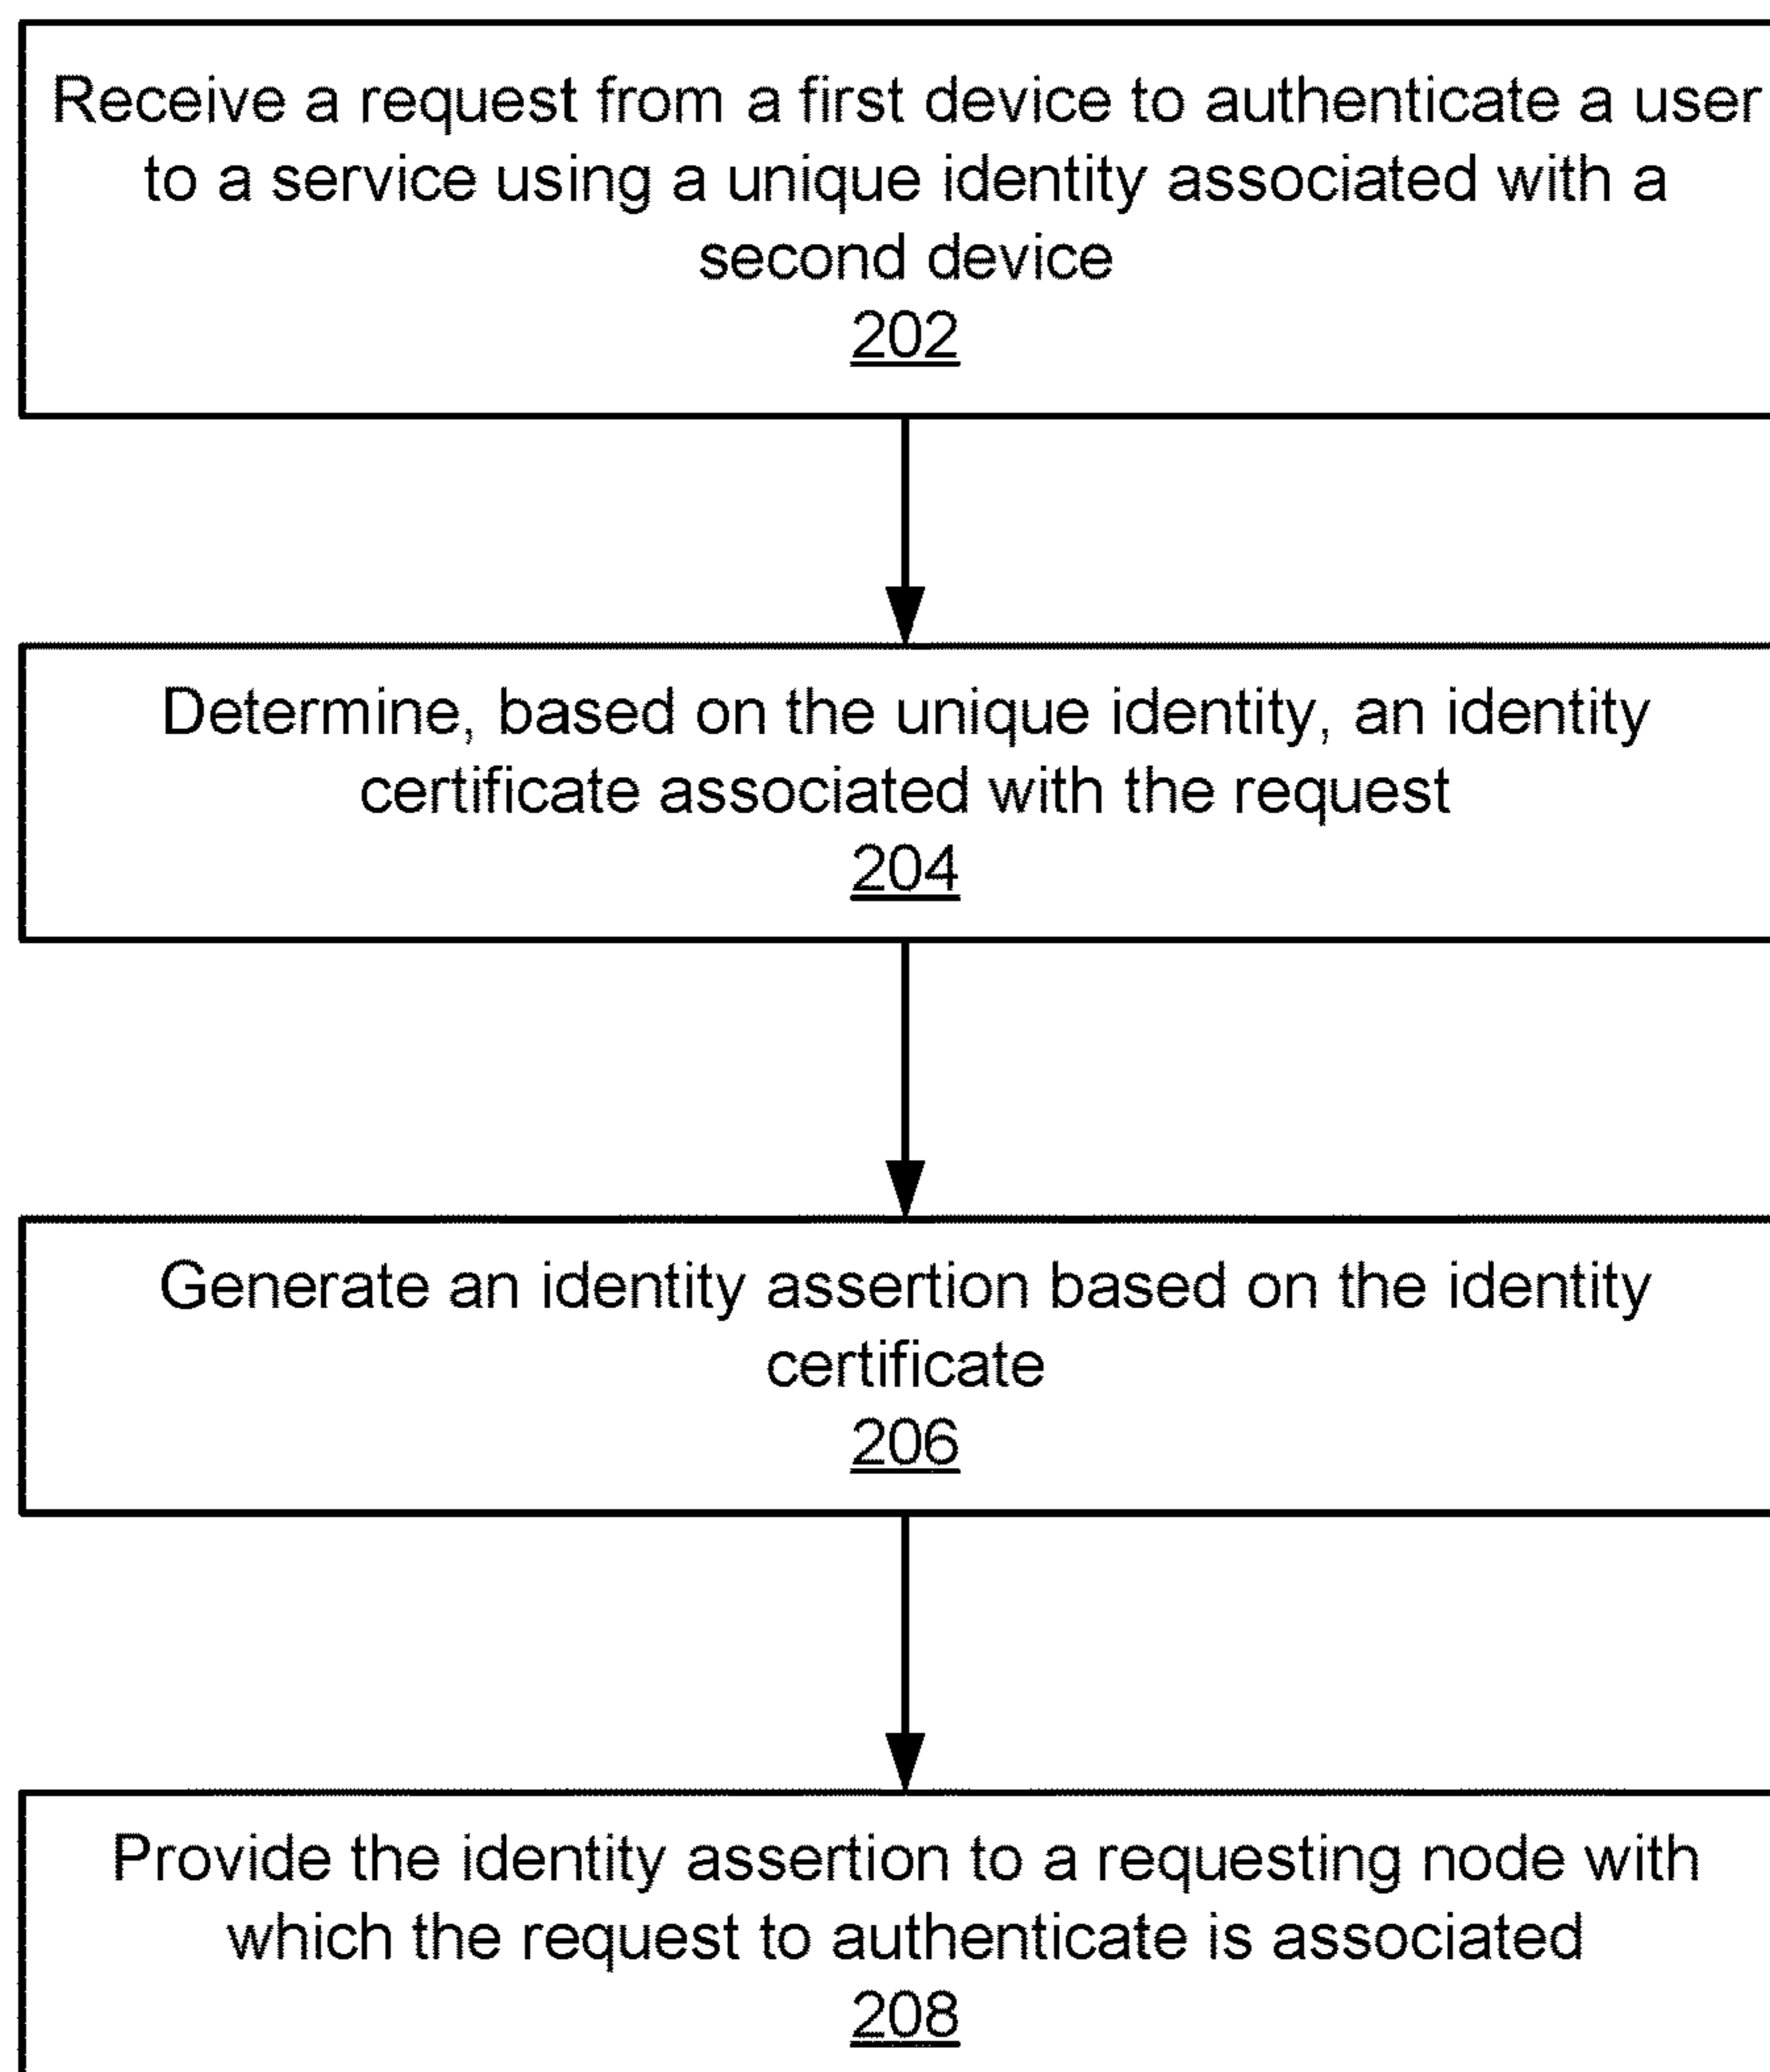 Receive a request from a first device to authenticate a user
to a service using a unique identity associated with a
second device
202
Determine, based on the unique identity, an identity
certificate associated with the request
204
Generate an identity assertion based on the identity
certificate
206
Provide the identity assertion to a requesting node with
which the request to authenticate is associated
208